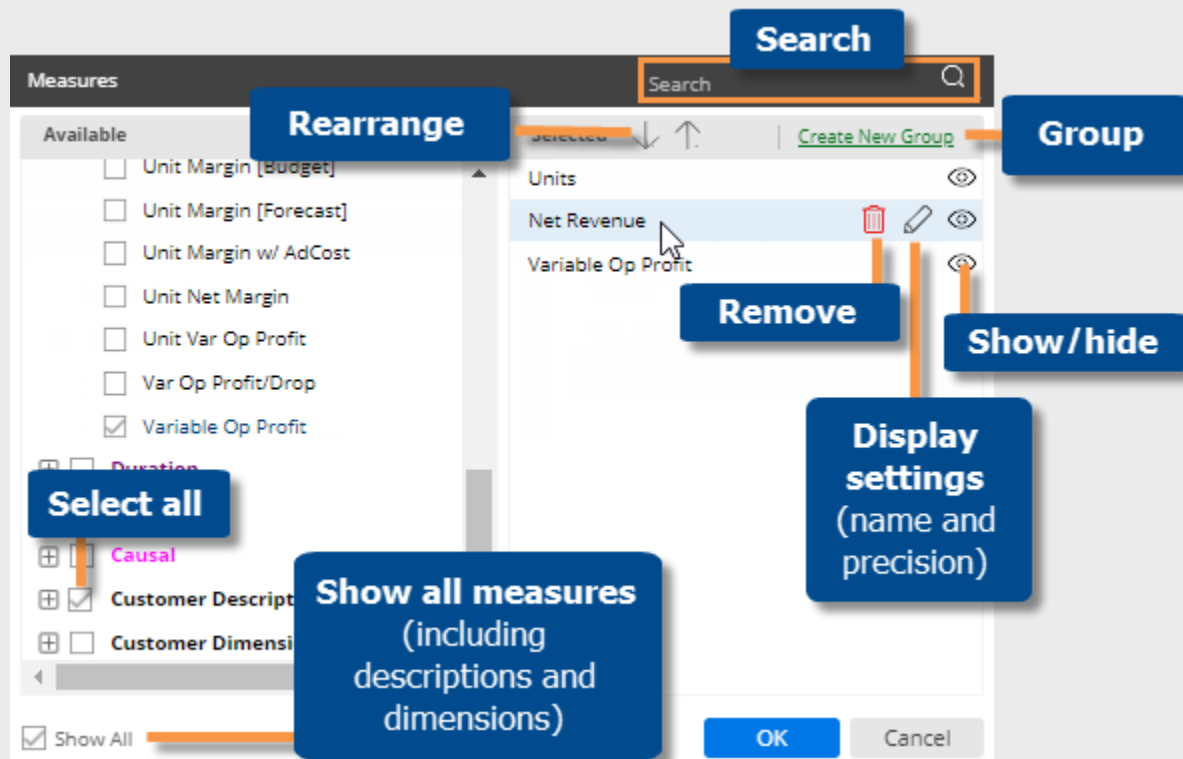 Search
Measures
Search
Rearrange
Group
Available
Selected
Create New Group
Unit Margin [Budget]
Units
Unit Margin [Forecast]
Net Revenue
Unit Margin w/ AdCost
Variable Op Profit
Unit Net Margin
Remove
Unit Var Op Profit
Show/hide
Var Op Profit/Drop
Variable Op Profit
Display
settings
(name and
precision)
Duration
Select all
Causal
Customer Descript
Customer Dimensi
Show all measures
(including
descriptions and
dimensions)
Show All
OK
Cancel